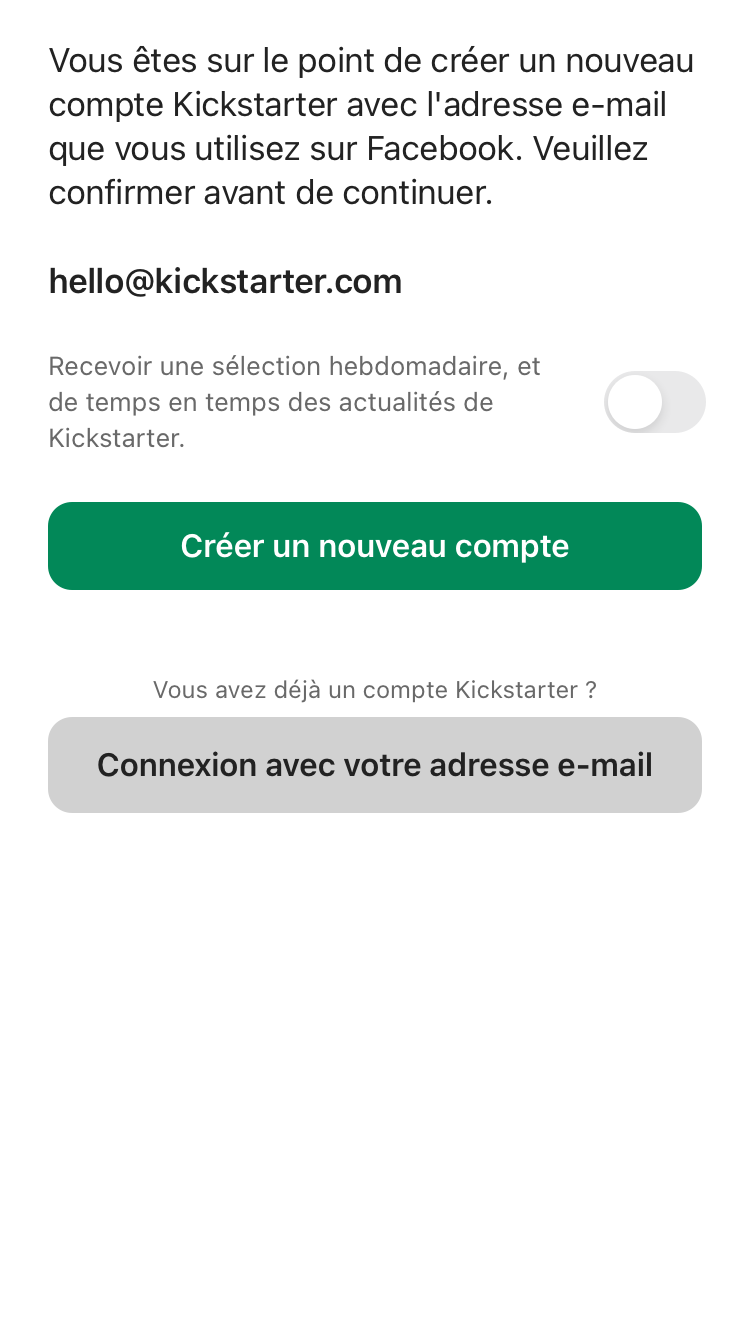 Vous êtes sur le point de créer un nouveau
compte Kickstarter avec l'adresse e-mail
que vous utilisez sur Facebook. Veuillez
confirmer avant de continuer.
hello@kickstarter.com
Recevoir une sélection hebdomadaire, et
de temps en temps des actualités de
Kickstarter.
Créer un nouveau compte
Vous avez déjà un compte Kickstarter ?
Connexion avec votre adresse e-mail